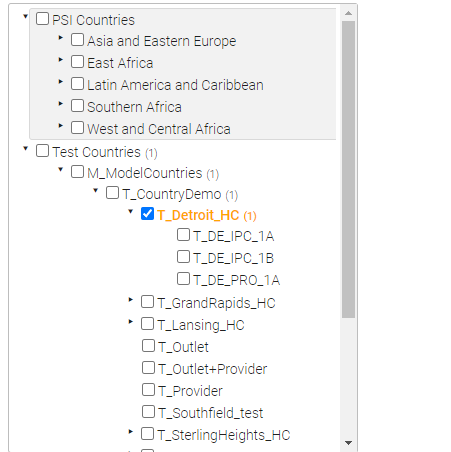 PSI Countries
Asia and Eastern Europe
East Africa
Latin America and Caribbean
Southern Africa
West and Central Africa
Test Countries (1)
M_ModelCountries (1)
T_CountryDemo (1)
T_Detroit_HC (1)
T_DE_IPC_1A
T_DE_IPC_1B
T_DE_PRO_1A
T_GrandRapids_HC
T_Lansing_HC
T_Outlet
T_Outlet+Provider
T_Provider
T_Southfield_test
T_SterlingHeights_HC